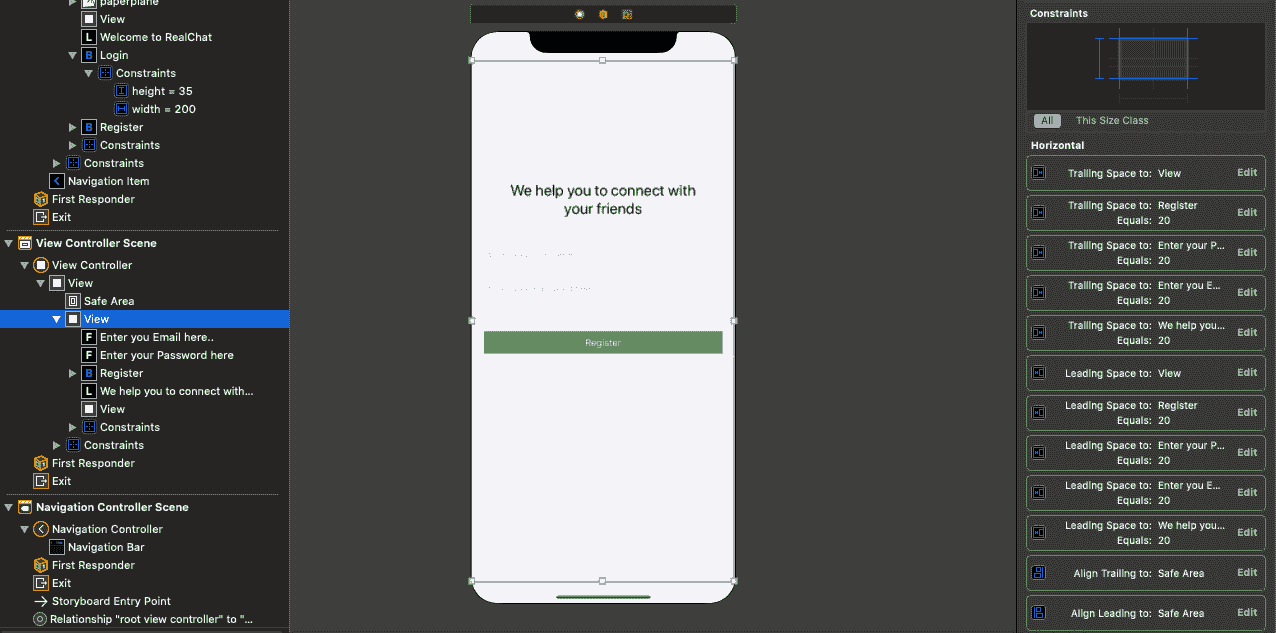 paperplane
View
L Welcome to RealChat
B Login
Constraints
height = 35
width = 200
B Register
Constraints
Constraints
Navigation Item
First Responder
Exit
View Controller Scene
View Controller
View
Safe Area
View
F Enter you Email here..
F Enter your Password here
B Register
L We help you to connect with...
View
Constraints
Constraints
First Responder
Exit
Navigation Controller Scene
Navigation Controller
Navigation Bar
First Responder
Exit
Storyboard Entry Point
Relationship "root view controller" to "...
We help you to connect with
your friends
Register
Constraints
All This Size Class
Horizontal
Trailing Space to: View Edit
Trailing Space to: Register
Equals: 20 Edit
Trailing Space to: Enter your P...
Equals: 20 Edit
Trailing Space to: Enter you E...
Equals: 20 Edit
Trailing Space to: We help you...
Equals: 20 Edit
Leading Space to: View Edit
Leading Space to: Register
Equals: 20 Edit
Leading Space to: Enter your P...
Equals: 20 Edit
Leading Space to: Enter you E...
Equals: 20 Edit
Leading Space to: We help you...
Equals: 20 Edit
Align Trailing to: Safe Area Edit
Align Leading to: Safe Area Edit